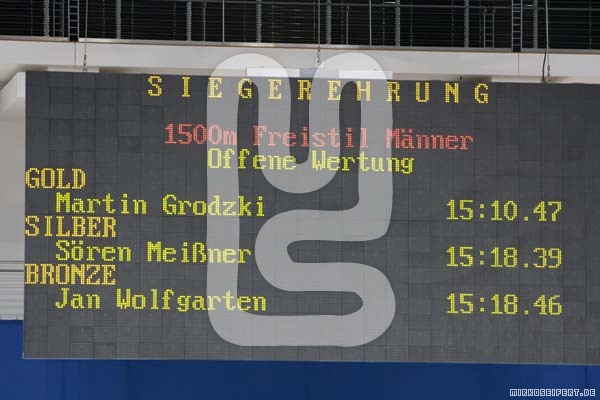 SIEGEREHRUNG
1500m Freistil Männer
Offene Wertung
GOLD
Martin Grodzki 15:10.47
SILBER
Sören Meißner 15:18.39
BRONZE
Jan Wolfgarten 15:18.46
MIRKOSEIFERT.DE